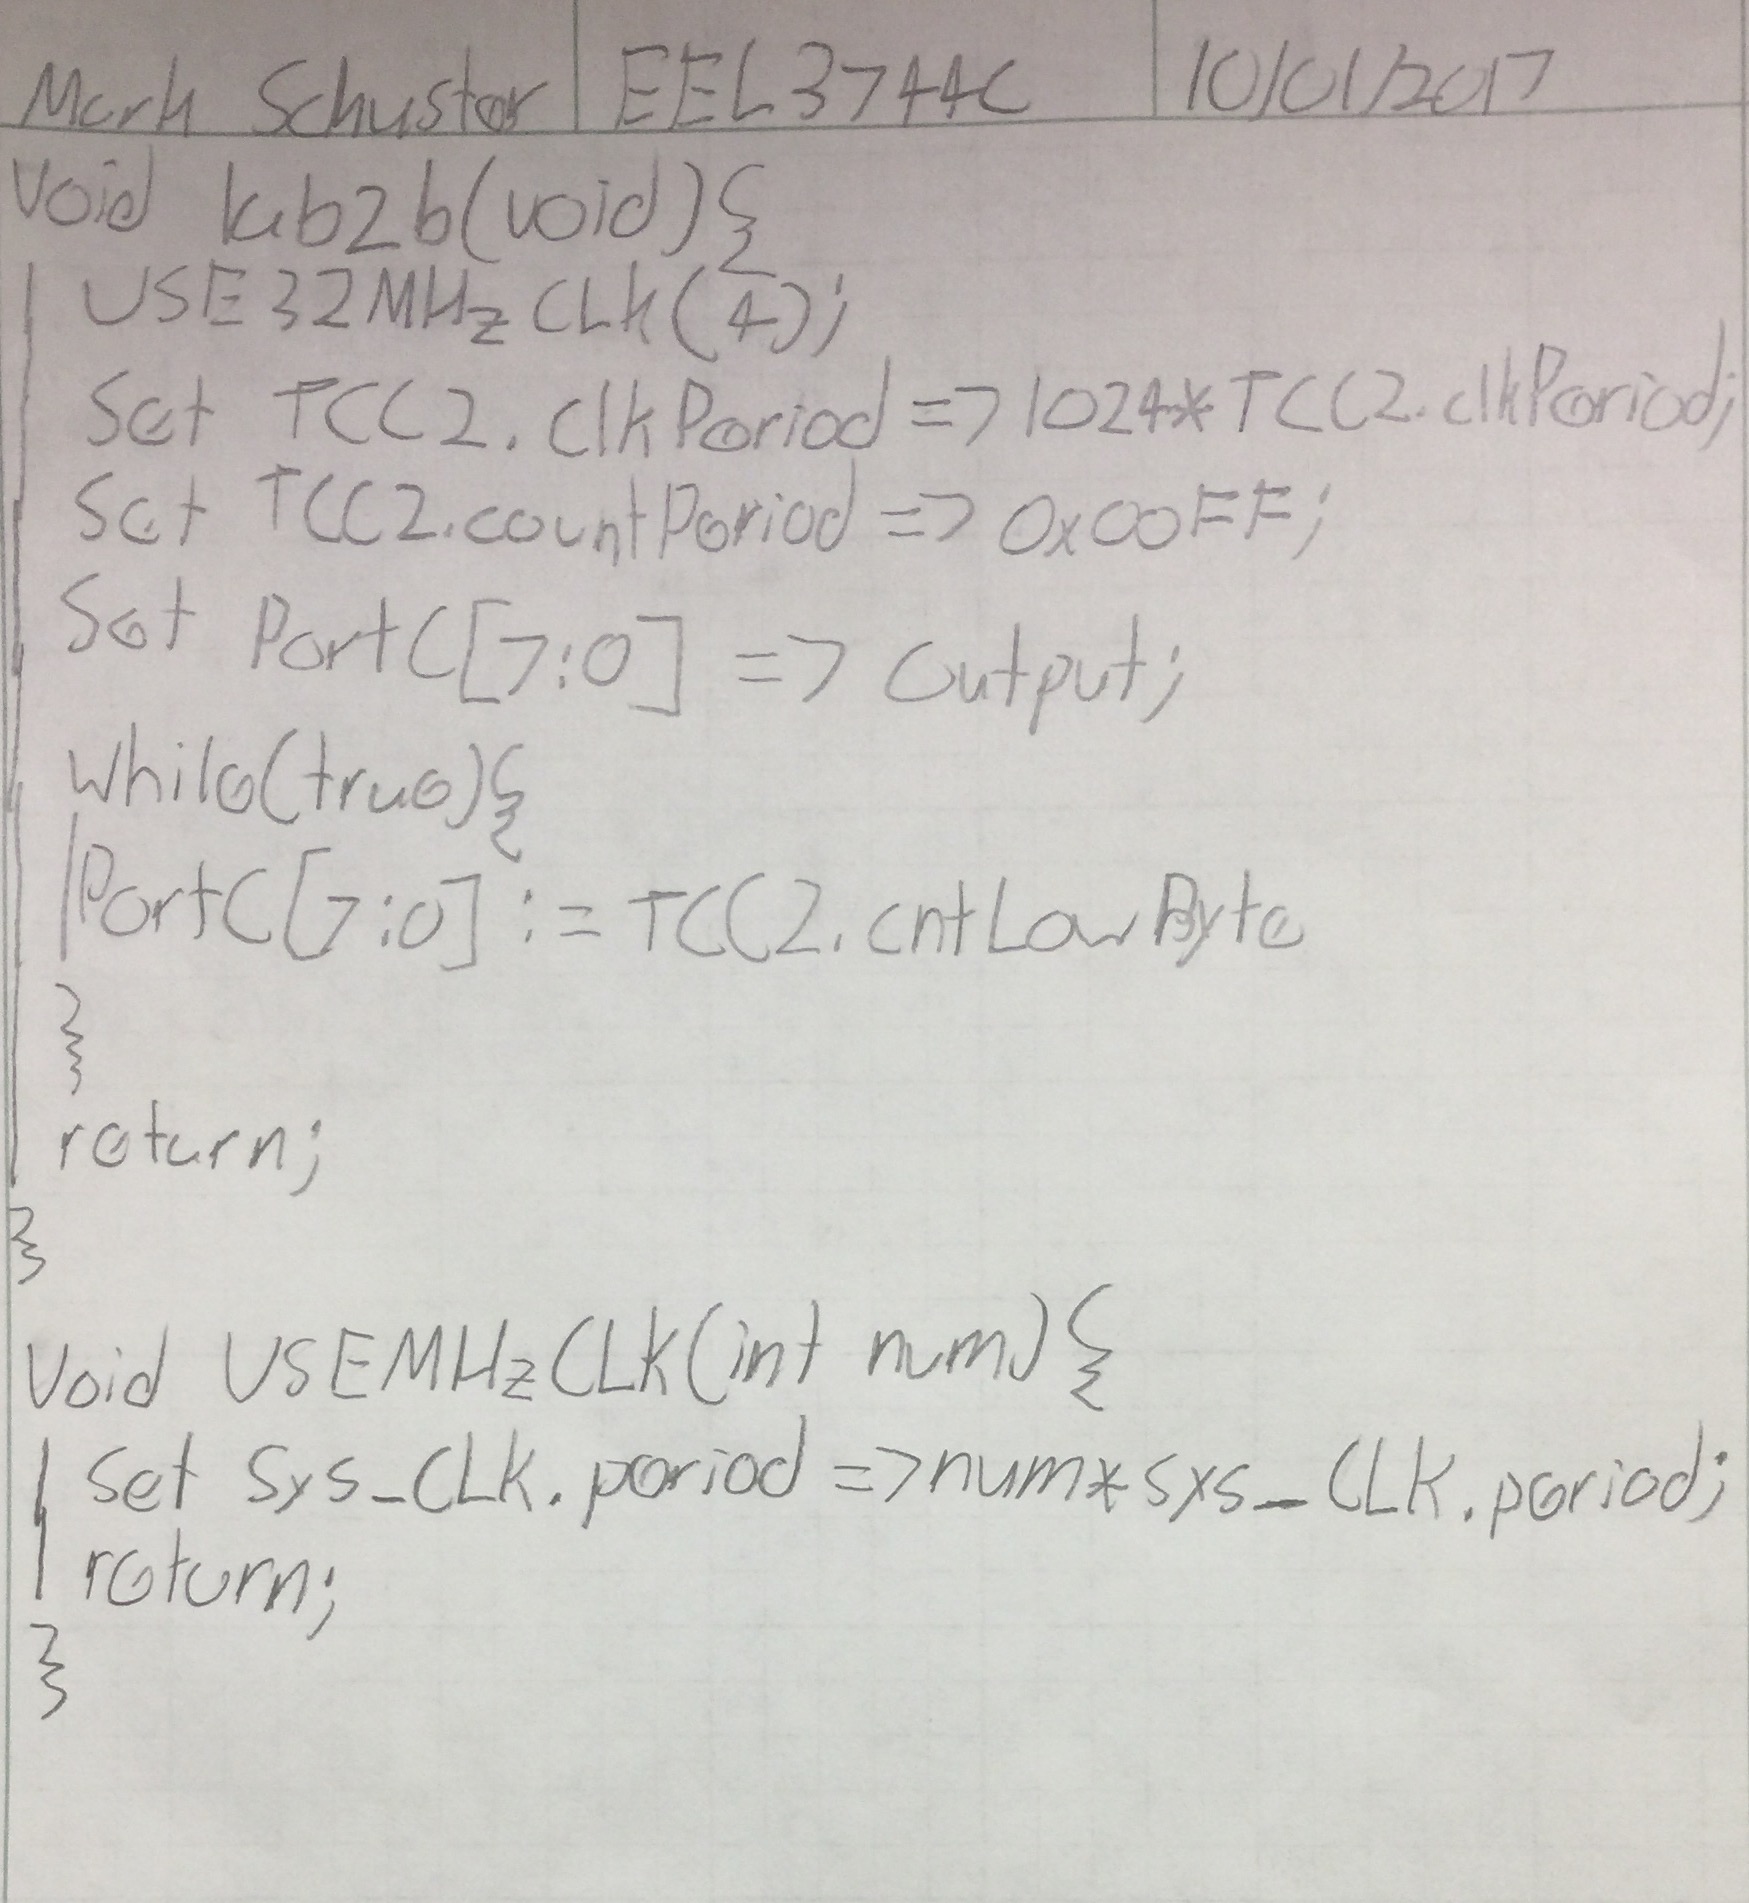 Mark Schuster EEL3744C 10/01/2017
Void lab2b(void){
USE32MHzCLK(4);
Set TCC2.clkPeriod => 1024*TCC2.clkPeriod;
Set TCC2.countPeriod => 0x00FF;
Set PortC[7:0] => Output;
While(true){
PortC[7:0] := TCC2.cntLowByte
}
return;
}
Void USEMHzCLK(int num){
Set Sys_CLK.period => num*sys_CLK.period;
return;
}